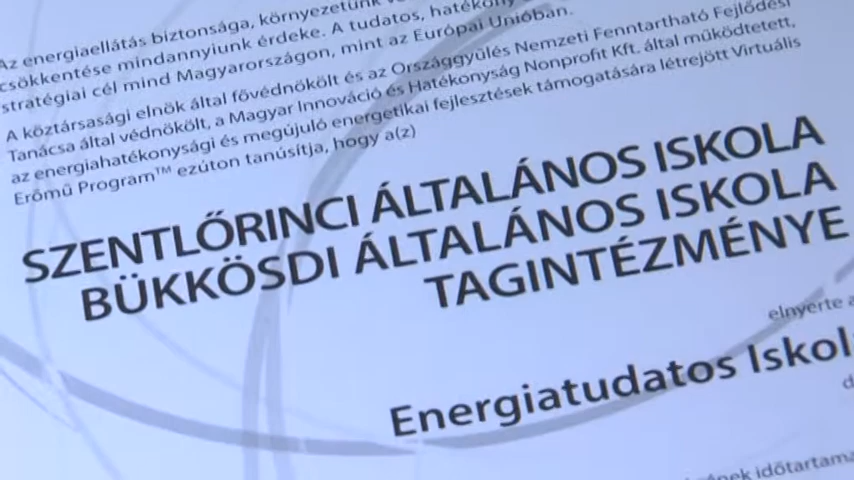 Az energiaellátás biztonsága, környezetünk
csökkentése mindannyiunk érdeke. A tudatos, hatékony
stratégiai cél mind Magyarországon, mint az Európai Unióban.
A köztársasági elnök által fővédnökölt és az Országgyűlés Nemzeti Fenntartható Fejlődési
Tanácsa által védnökölt, a Magyar Innováció és Hatékonyság Nonprofit Kft. által működtetett,
az energiahatékonysági és megújuló energetikai fejlesztések támogatására létrejött Virtuális
Erőmű Program™ ezúton tanúsítja, hogy a(z)
SZENTLŐRINCI ÁLTALÁNOS ISKOLA
BÜKKÖSDI ÁLTALÁNOS ISKOLA
TAGINTÉZMÉNYE
elnyerte a
Energiatudatos Iskola
időtartama